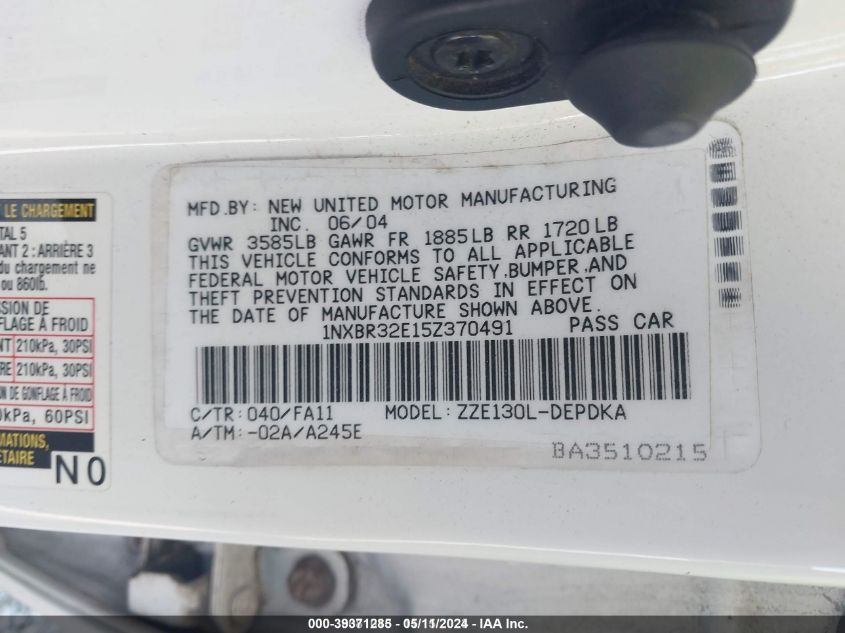 MFD.BY: NEW UNITED MOTOR MANUFACTURING
INC. 06/04
GVWR 3585LB GAWR FR 1885LB RR 1720LB
THIS VEHICLE CONFORMS TO ALL APPLICABLE
FEDERAL MOTOR VEHICLE SAFETY,BUMPER,AND
THEFT PREVENTION STANDARDS IN EFFECT ON
THE DATE OF MANUFACTURE SHOWN ABOVE.
1NXBR32E15Z370491 PASS CAR
C/TR:040/FA11 MODEL:ZZE130L-DEPDKA
A/TM:-02A/A245E
BA3510215
LE CHARGEMENT
TAL 5
ANT 2 : ARRIÈRE 3
du chargement ne
ou 860lb.
SSION DE
FLAGE À FROID
NT 210kPa, 30PSI
RE 210kPa, 30PSI
ION DE GONFLAGE À FROID
0kPa, 60PSI
MATIONS,
ÉTAIRE
N0
000-39371285 - 05/11/2024 - IAA Inc.